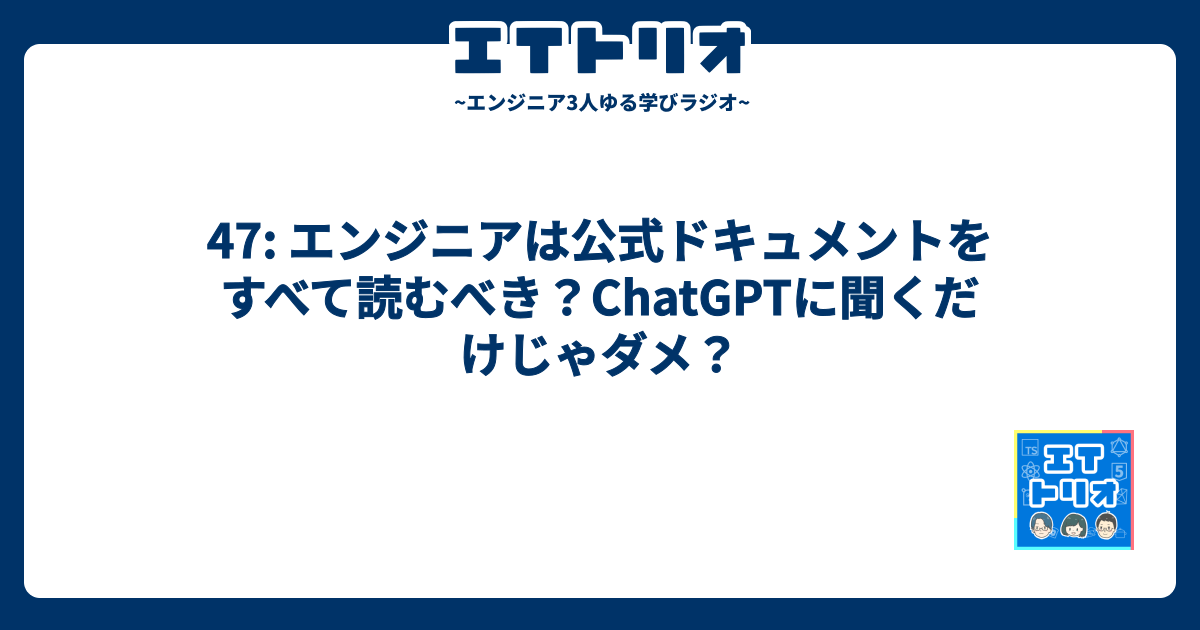 エイトリオ
~エンジニア3人ゆる学びラジオ~
47: エンジニアは公式ドキュメントを
すべて読むべき？ChatGPTに聞くだ
けじゃダメ？
TS
5
エイ
トリオ